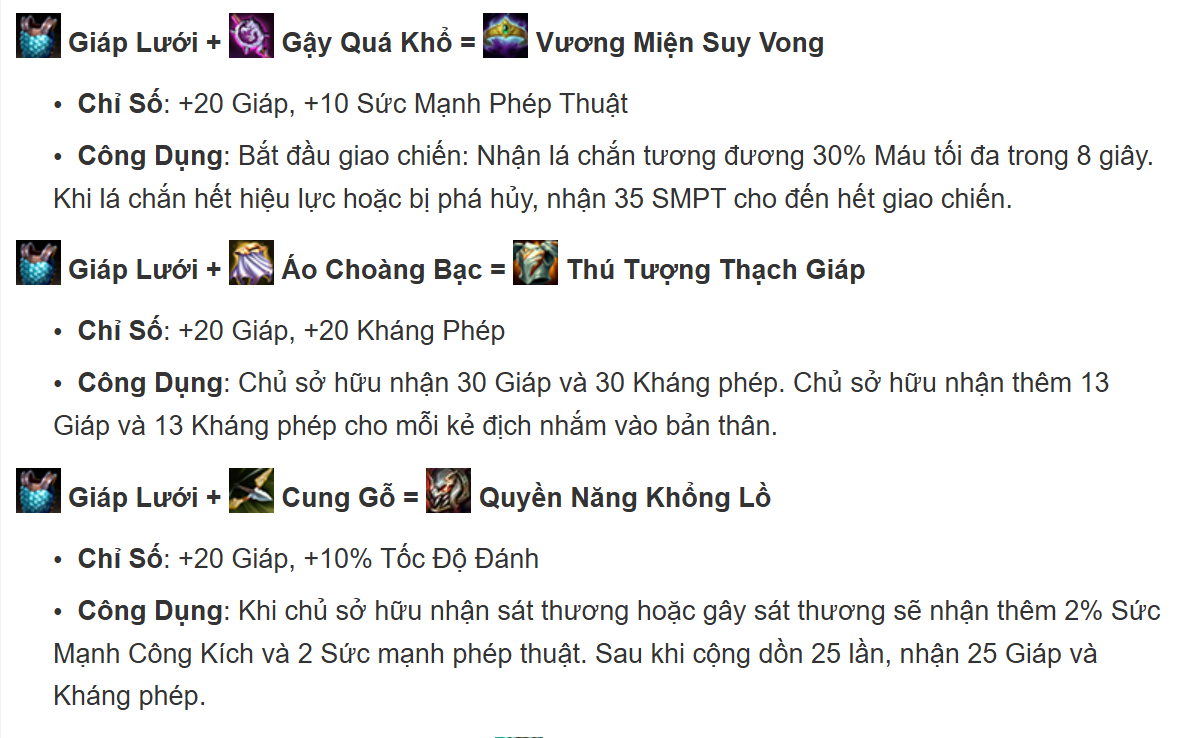 Giáp Lưới + Gậy Quá Khổ = Vương Miện Suy Vong
• Chỉ Số: +20 Giáp, +10 Sức Mạnh Phép Thuật
• Công Dụng: Bắt đầu giao chiến: Nhận lá chắn tương đương 30% Máu tối đa trong 8 giây.
Khi lá chắn hết hiệu lực hoặc bị phá hủy, nhận 35 SMPT cho đến hết giao chiến.
Giáp Lưới + Áo Choàng Bạc = Thú Tượng Thạch Giáp
• Chỉ Số: +20 Giáp, +20 Kháng Phép
• Công Dụng: Chủ sở hữu nhận 30 Giáp và 30 Kháng phép. Chủ sở hữu nhận thêm 13
Giáp và 13 Kháng phép cho mỗi kẻ địch nhắm vào bản thân.
Giáp Lưới + Cung Gỗ = Quyền Năng Khổng Lồ
• Chỉ Số: +20 Giáp, +10% Tốc Độ Đánh
• Công Dụng: Khi chủ sở hữu nhận sát thương hoặc gây sát thương sẽ nhận thêm 2% Sức
Mạnh Công Kích và 2 Sức mạnh phép thuật. Sau khi cộng dồn 25 lần, nhận 25 Giáp và
Kháng phép.